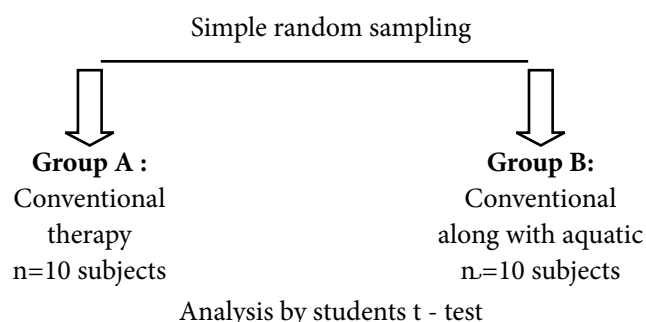 Simple random sampling
Group A :
Conventional
therapy
n=10 subjects
Group B:
Conventional
along with aquatic
n.=10 subjects
Analysis by students t - test